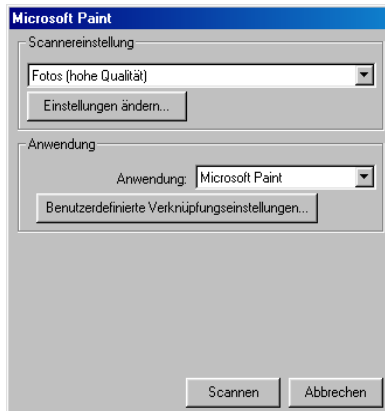 Microsoft Paint
Scannereinstellung
Fotos (hohe Qualität)
Einstellungen ändern...
Anwendung
Anwendung: Microsoft Paint
Benutzerdefinierte Verknüpfungseinstellungen...
Scannen Abbrechen